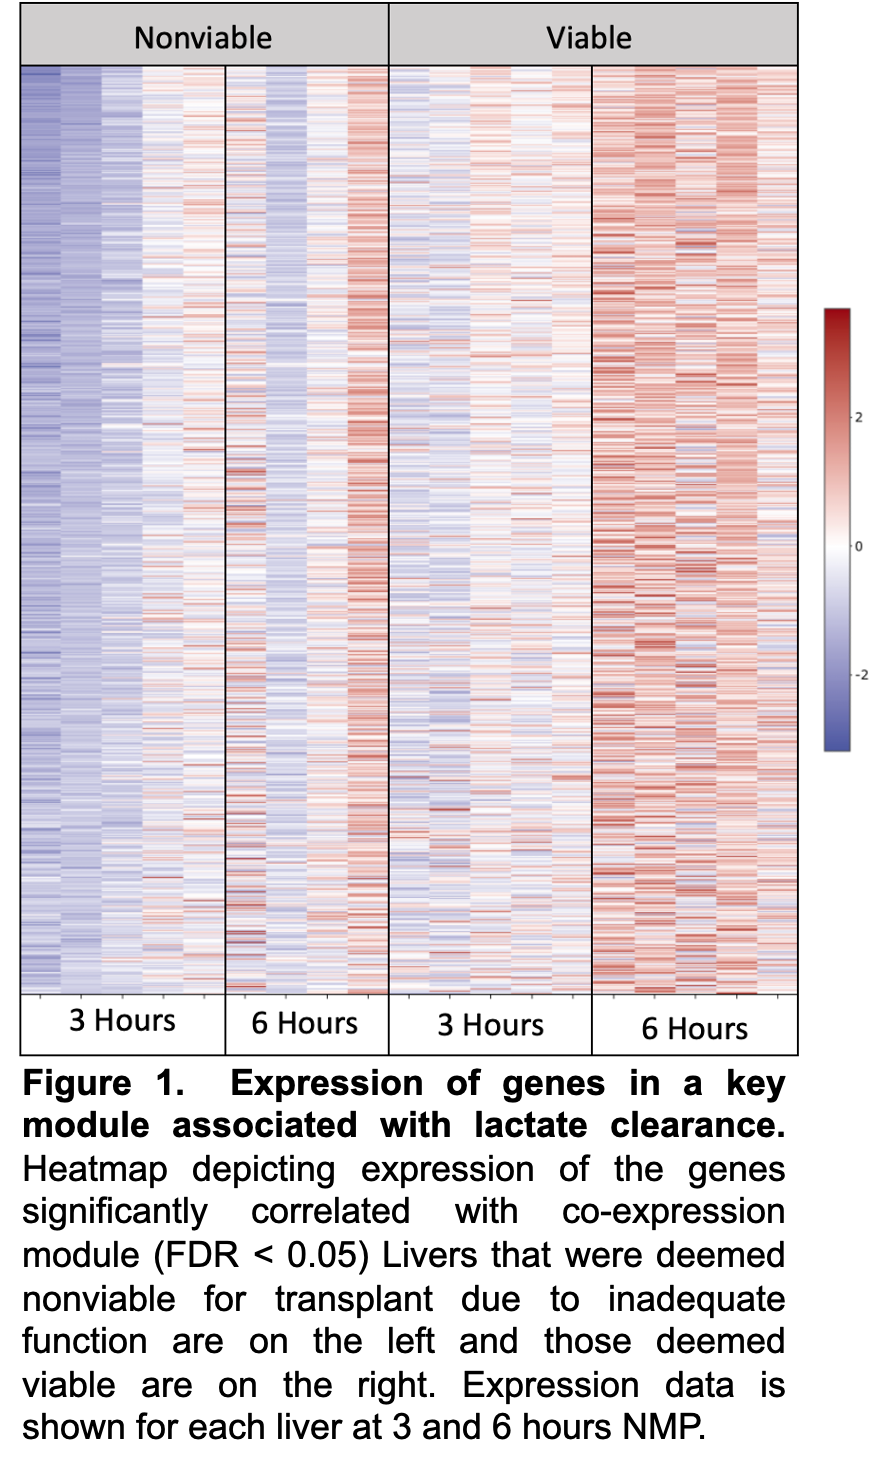 Nonviable
Viable
2
0
-2
3 Hours
6 Hours
3 Hours
6 Hours
Figure 1. Expression of genes in a key
module associated with lactate clearance.
Heatmap depicting expression of the genes
significantly correlated with co-expression
module (FDR < 0.05) Livers that were deemed
nonviable for transplant due to inadequate
function are on the left and those deemed
viable are on the right. Expression data is
shown for each liver at 3 and 6 hours NMP.